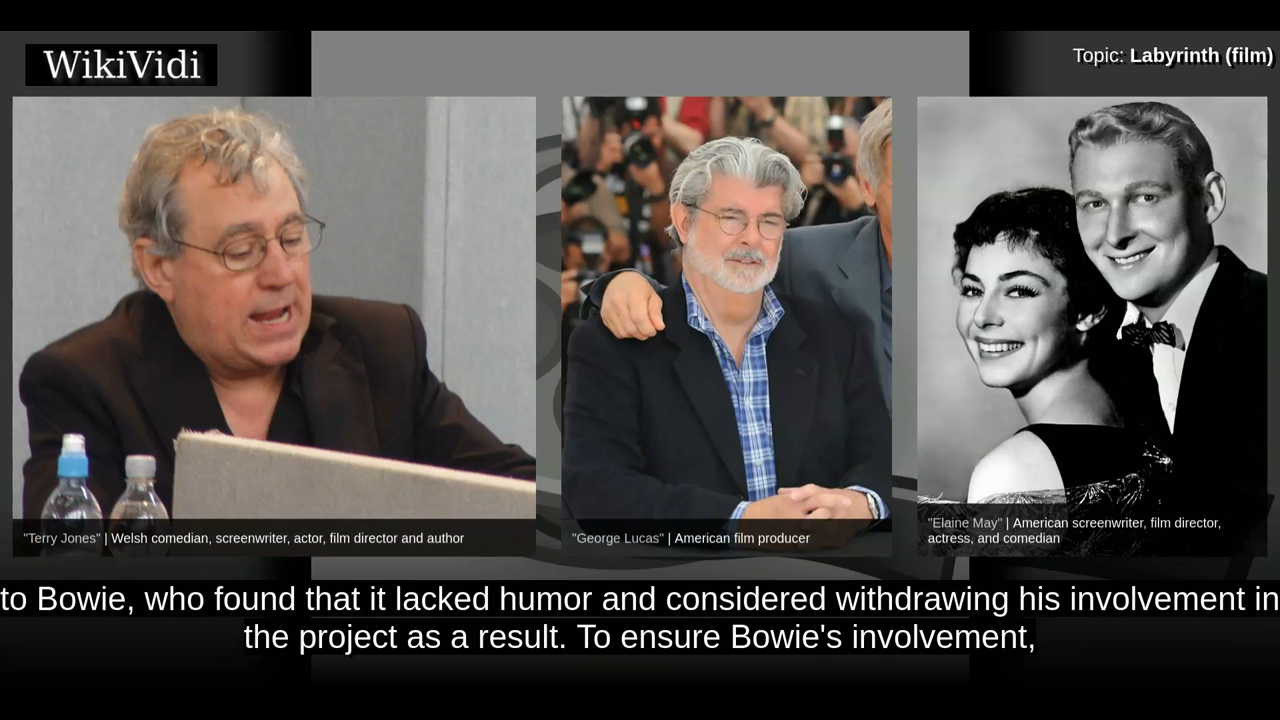 WikiVidi
Topic: Labyrinth (film)
"Terry Jones" | Welsh comedian, screenwriter, actor, film director and author
"George Lucas" | American film producer
"Elaine May" | American screenwriter, film director,
actress, and comedian
to Bowie, who found that it lacked humor and considered withdrawing his involvement in
the project as a result. To ensure Bowie's involvement,